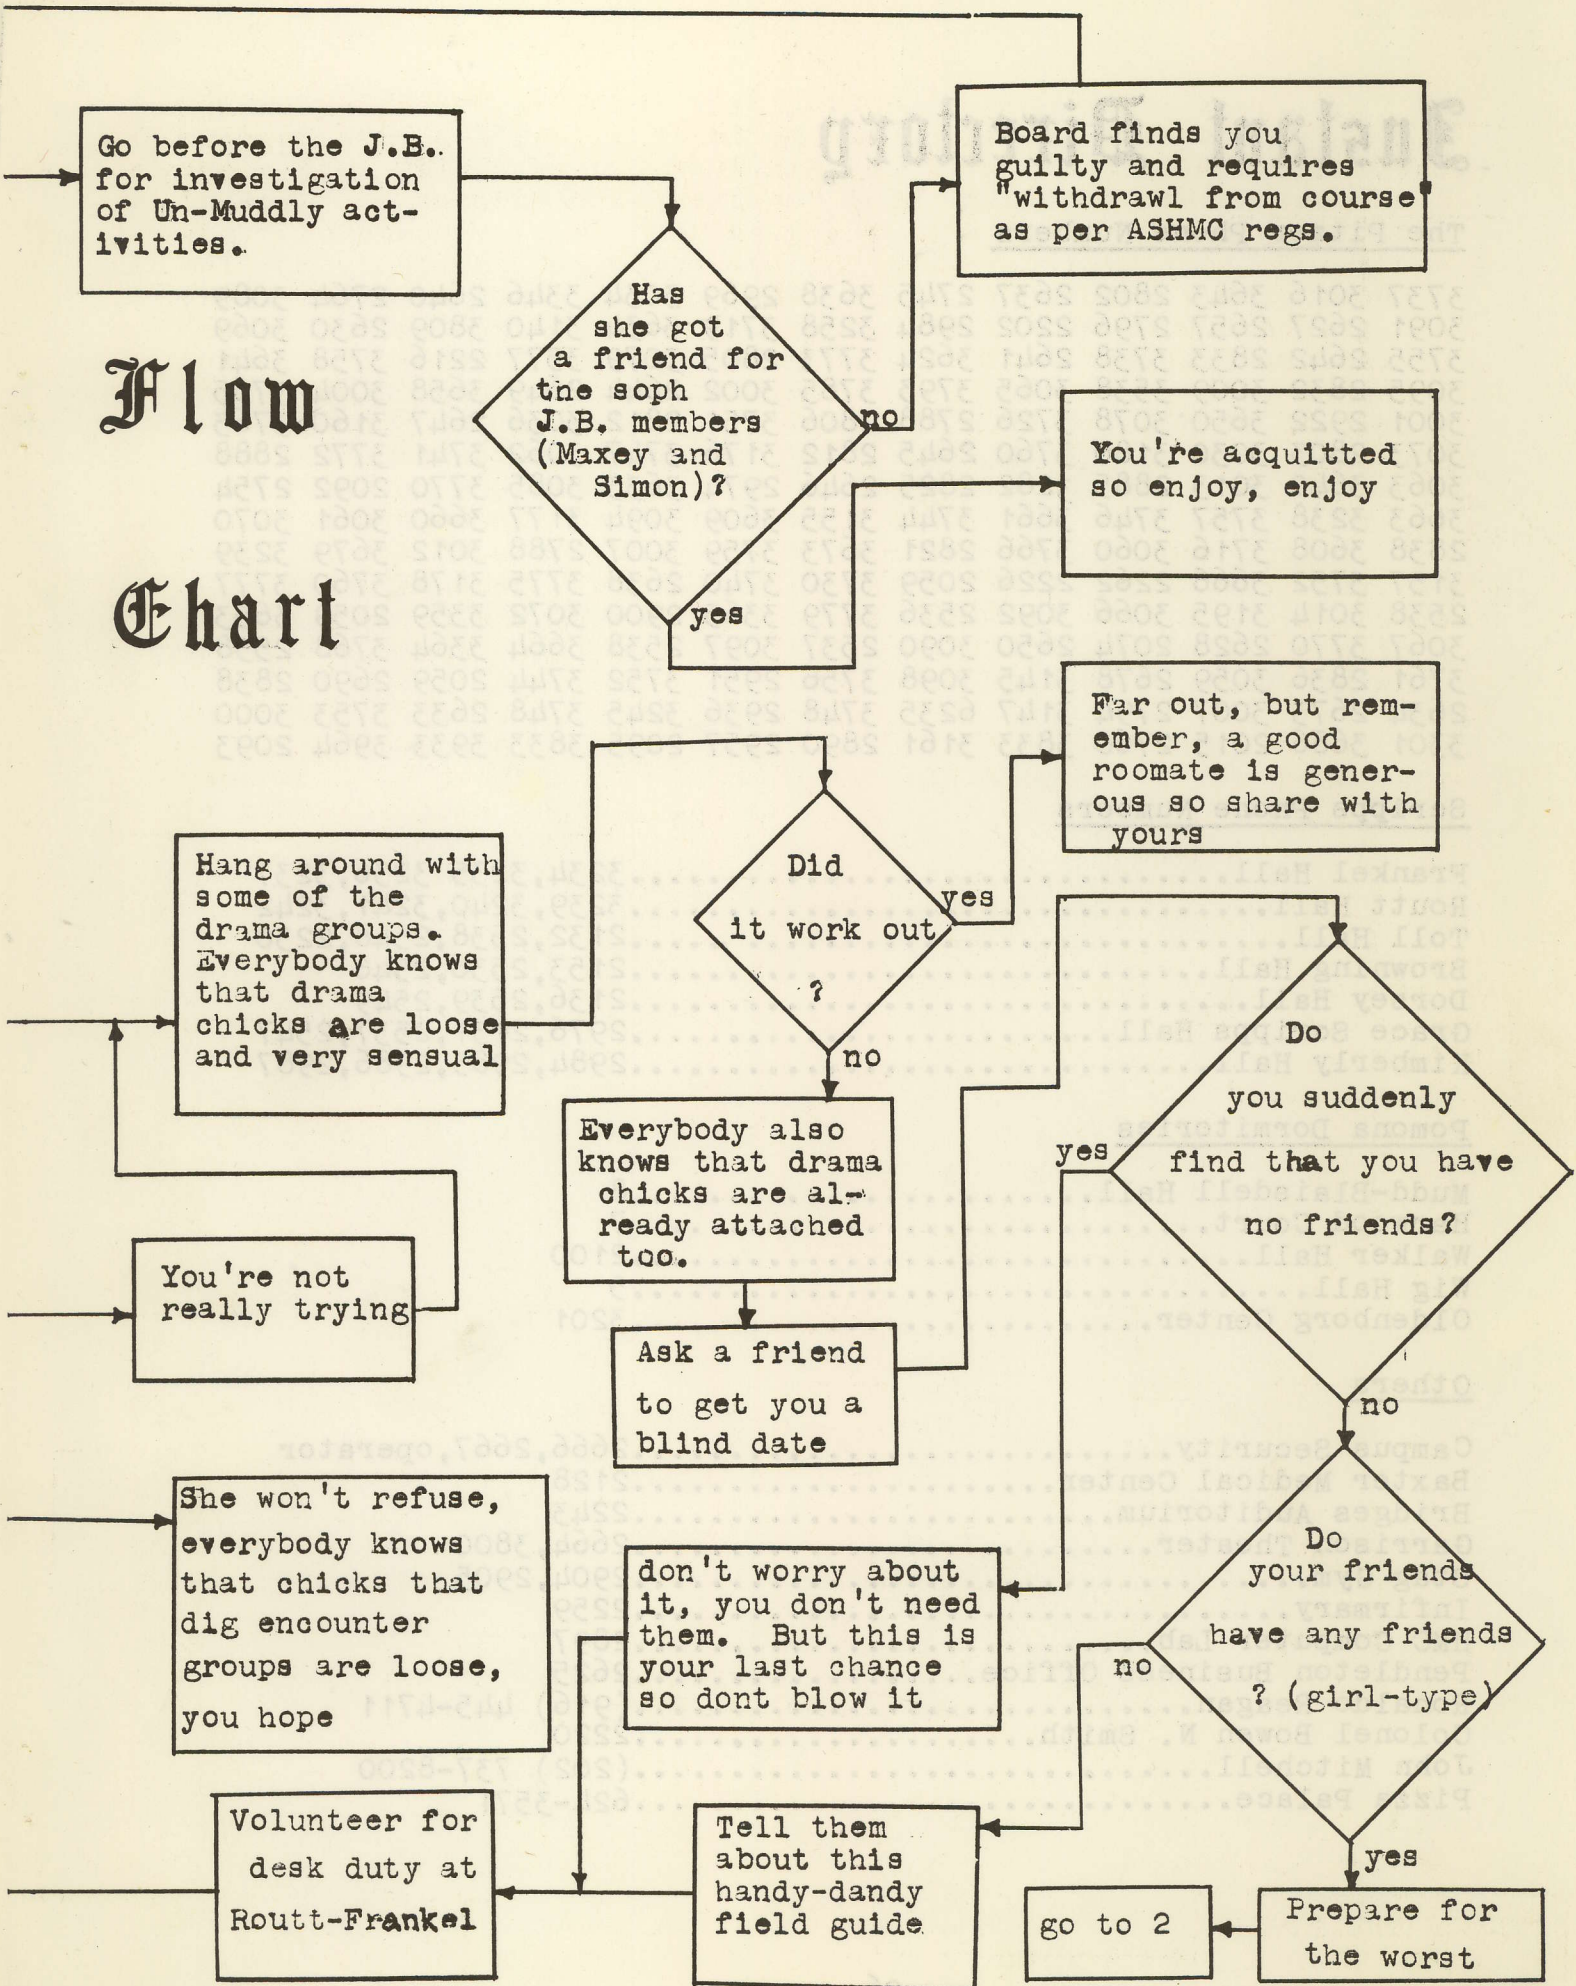 Go before the J.B.
for investigation
of Un-Muddly act-
ivities.
Board finds you
guilty and requires
"withdrawl from course"
as per ASHMC regs.
Flow
Chart
Has
she got
a friend for
the soph
J.B. members
(Maxey and
Simon)?
no
yes
You're acquitted
so enjoy, enjoy
Far out, but rem-
ember, a good
roomate is gener-
ous so share with
yours
Hang around with
some of the
drama groups.
Everybody knows
that drama
chicks are loose
and very sensual
Did
it work out
?
yes
no
Everybody also
knows that drama
chicks are al-
ready attached
too.
Do
you suddenly
find that you have
no friends?
yes
no
You're not
really trying
Ask a friend
to get you a
blind date
She won't refuse,
everybody knows
that chicks that
dig encounter
groups are loose,
you hope
don't worry about
it, you don't need
them. But this is
your last chance
so dont blow it
Do
your friends
have any friends
? (girl-type)
no
yes
Volunteer for
desk duty at
Routt-Frankel
Tell them
about this
handy-dandy
field guide
go to 2
Prepare for
the worst